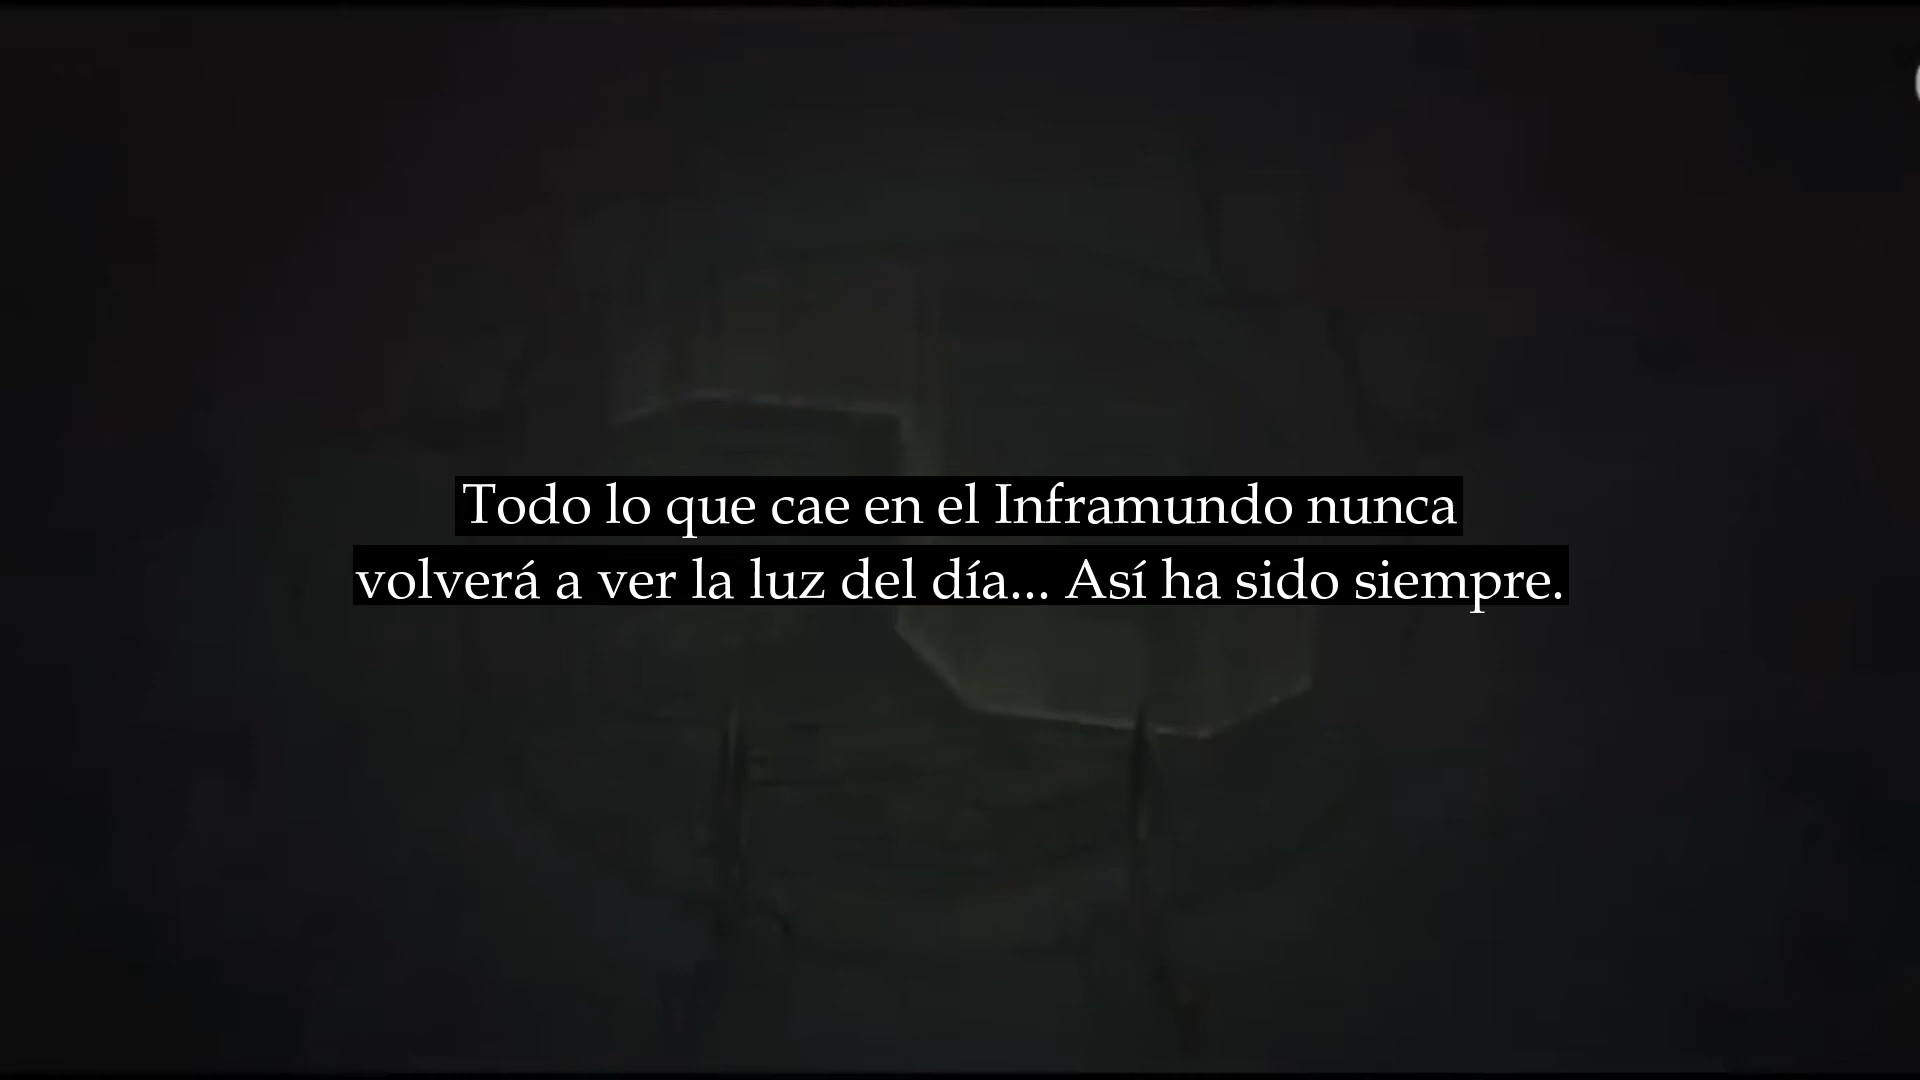 Todo lo que cae en el Inframundo nunca
volverá a ver la luz del día... Así ha sido siempre.